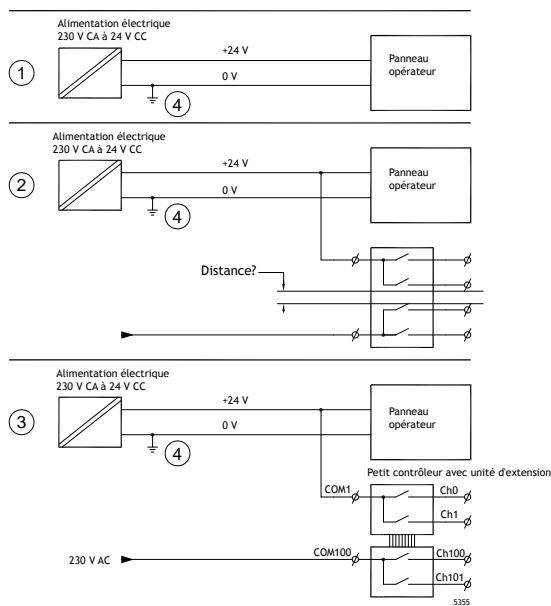 Alimentation électrique
230 V CA à 24 V CC
+24 V
0 V
Panneau
opérateur
1
4
Alimentation électrique
230 V CA à 24 V CC
+24 V
0 V
Panneau
opérateur
2
4
Distance?
Alimentation électrique
230 V CA à 24 V CC
+24 V
0 V
Panneau
opérateur
3
4
Petit contrôleur avec unité d'extension
COM1
Ch0
Ch1
230 V AC
COM100
Ch100
Ch101
5355